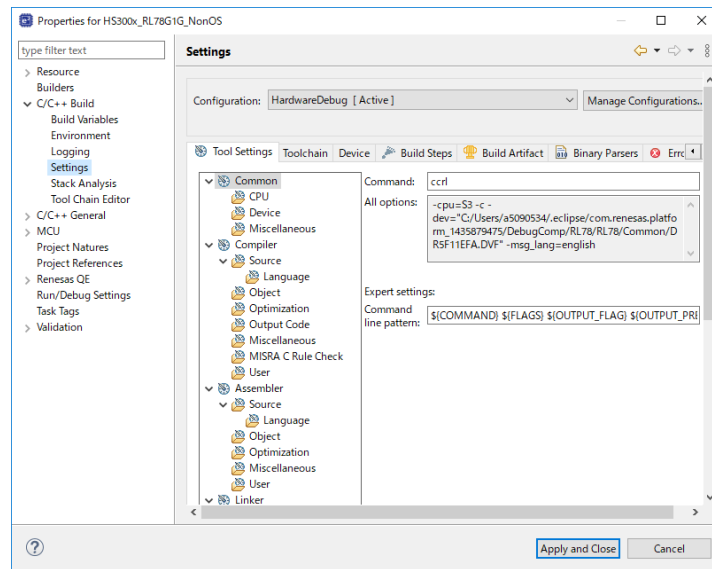 Properties for HS300x_RL78G1G_NonOS
type filter text
Resource
Builders
C/C++ Build
Build Variables
Environment
Logging
Settings
Stack Analysis
Tool Chain Editor
C/C++ General
MCU
Project Natures
Project References
Renesas QE
Run/Debug Settings
Task Tags
Validation
Settings
Configuration: HardwareDebug [ Active ]
Manage Configurations..
Tool Settings Toolchain Device Build Steps Build Artifact Binary Parsers Erro
Common
CPU
Device
Miscellaneous
Compiler
Source
Language
Object
Optimization
Output Code
Miscellaneous
MISRA C Rule Check
User
Assembler
Source
Language
Object
Optimization
Miscellaneous
User
Linker
Command: ccrl
All options: -cpu=S3 -c -
dev="C:/Users/a5090534/.eclipse/com.renesas.platfo
rm_1435879475/DebugComp/RL78/RL78/Common/D
R5F11EFA.DVF" -msg_lang=english
Expert settings:
Command
line pattern: ${COMMAND} ${FLAGS} ${OUTPUT_FLAG} ${OUTPUT_PRE
Apply and Close
Cancel